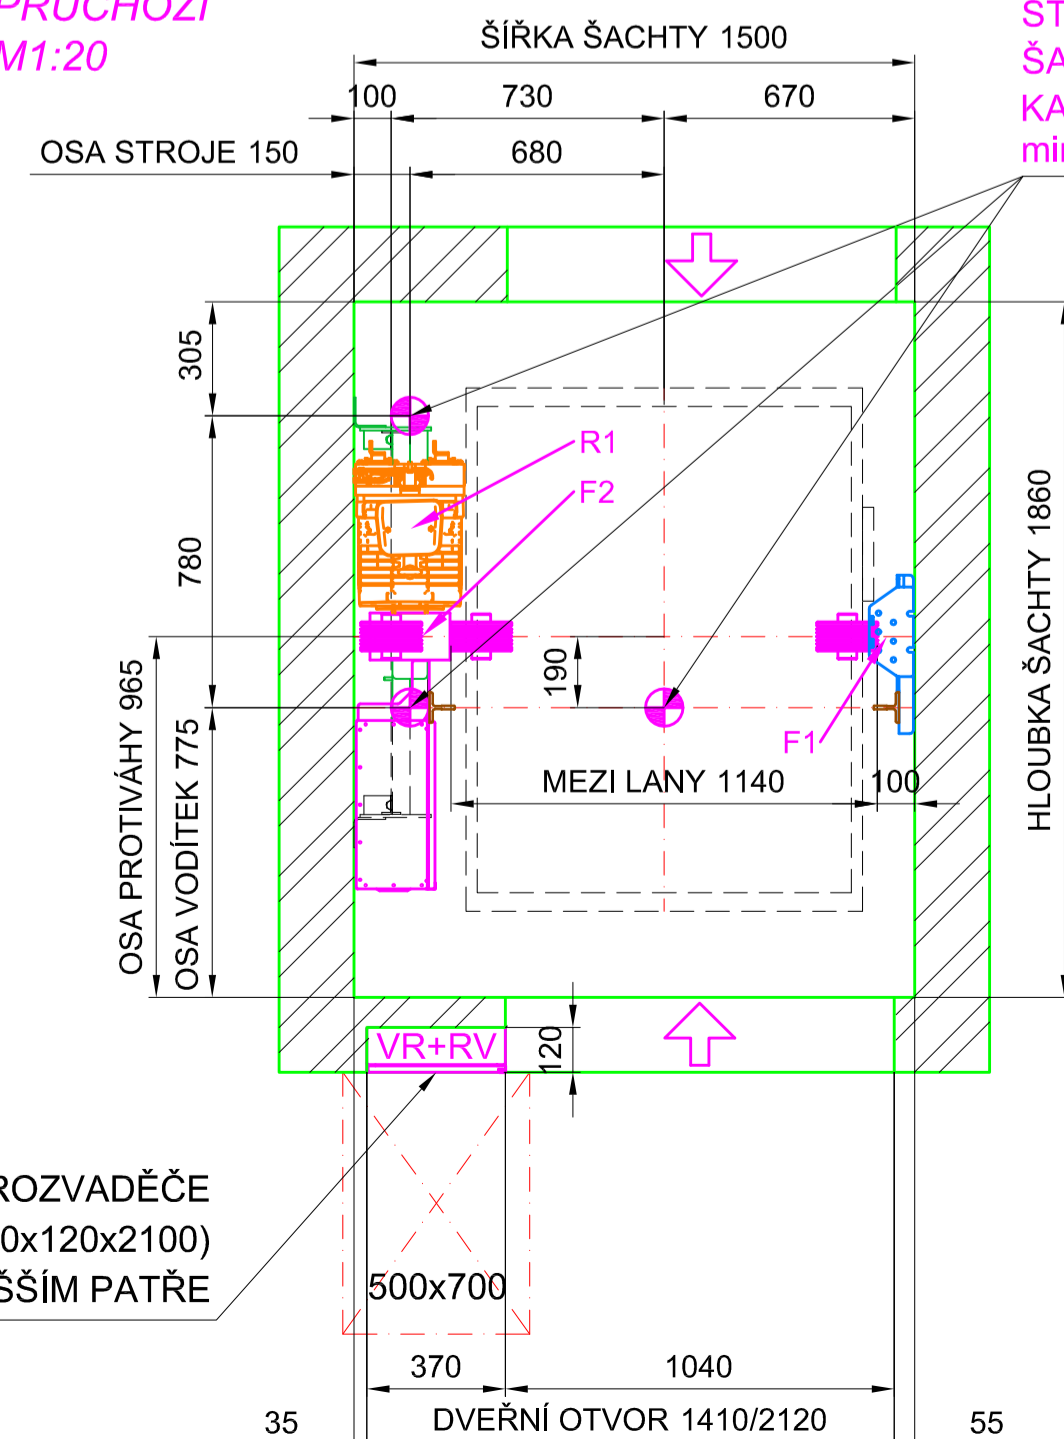 PRŮCHOZÍ
M1:20
ŠÍŘKA ŠACHTY 1500
100
730
670
OSA STROJE 150
680
305
R1
F2
780
190
F1
MEZI LANY 1140
100
HLOUBKA ŠACHTY 1860
OSA PROTIVÁHY 965
OSA VODÍTEK 775
VR+RV
120
ROZVADĚČE
0x120x2100)
500x700
370
1040
35
DVEŘNÍ OTVOR 1410/2120
55